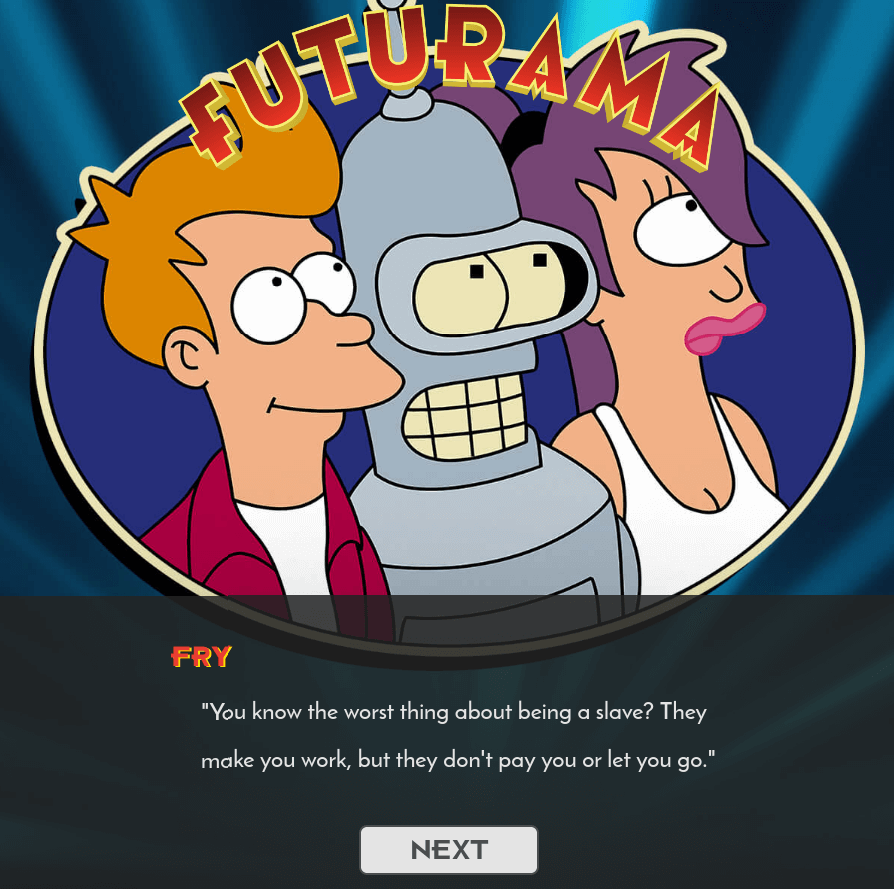 FUTURAMA
FRY
"You know the worst thing about being a slave? They
make you work, but they don't pay you or let you go."
NEXT